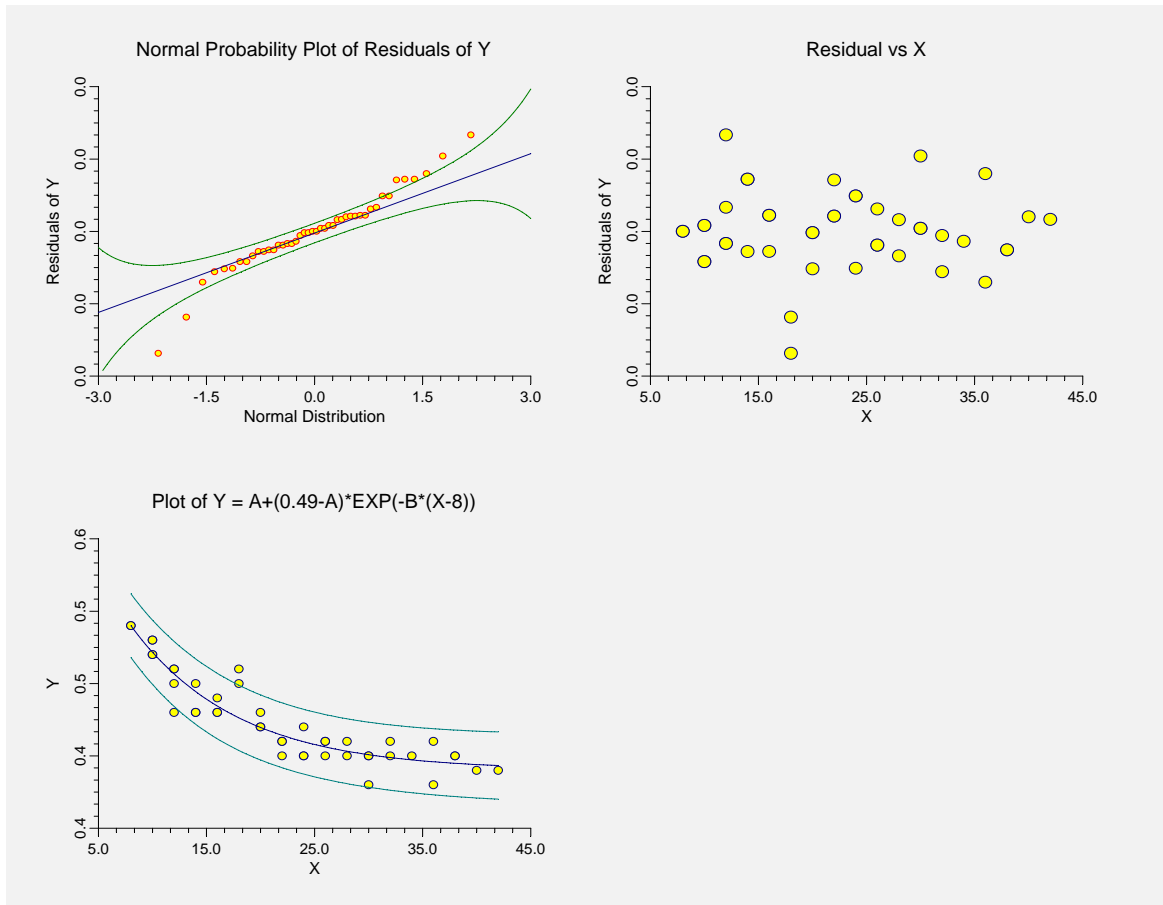 Normal Probability Plot of Residuals of Y
0.0
0.0
0.0
0.0
0.0
Residuals of Y
-3.0 -1.5 0.0 1.5 3.0
Normal Distribution
Residual vs X
0.0
0.0
0.0
0.0
0.0
Residuals of Y
5.0 15.0 25.0 35.0 45.0
X
Plot of Y = A+(0.49-A)*EXP(-B*(X-8))
0.6
0.5
0.5
0.4
0.4
Y
5.0 15.0 25.0 35.0 45.0
X